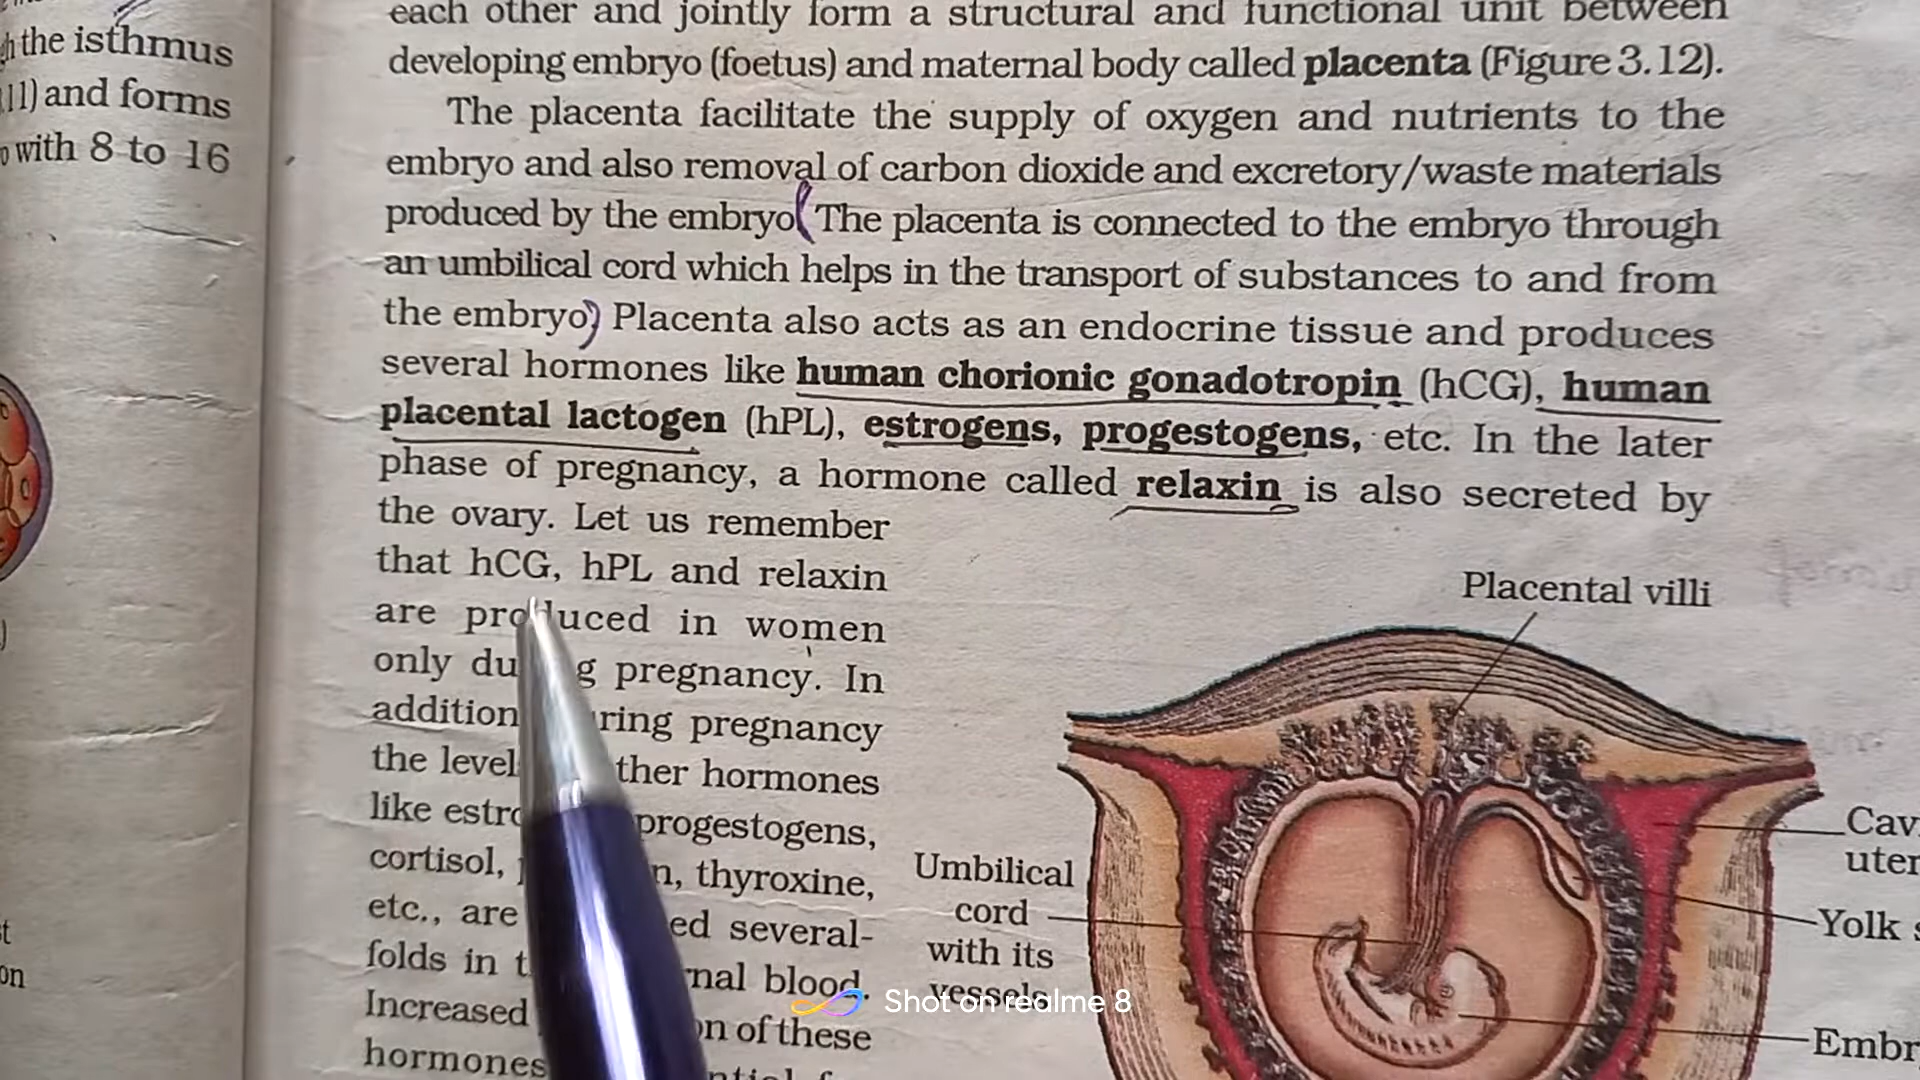 h the isthmus
11) and forms
with 8 to 16
each other and jointly form a structural and functional unit between
developing embryo (foetus) and maternal body called placenta (Figure 3.12).
The placenta facilitate the supply of oxygen and nutrients to the
embryo and also removal of carbon dioxide and excretory/waste materials
produced by the embryo. The placenta is connected to the embryo through
an umbilical cord which helps in the transport of substances to and from
the embryo. Placenta also acts as an endocrine tissue and produces
several hormones like human chorionic gonadotropin (hCG), human
placental lactogen (hPL), estrogens, progestogens, etc. In the later
phase of pregnancy, a hormone called relaxin is also secreted by
the ovary. Let us remember
that hCG, hPL and relaxin
are produced in women
only du g pregnancy. In
addition ring pregnancy
the level ther hormones
like estro progestogens,
cortisol, n, thyroxine,
etc., are ed several-
folds in t rnal blood.
Increased on of these
hormones
Placental villi
Umbilical
cord
with its
vessels
Cav
uter
Yolk s
Embr
st
on
Shot on realme 8